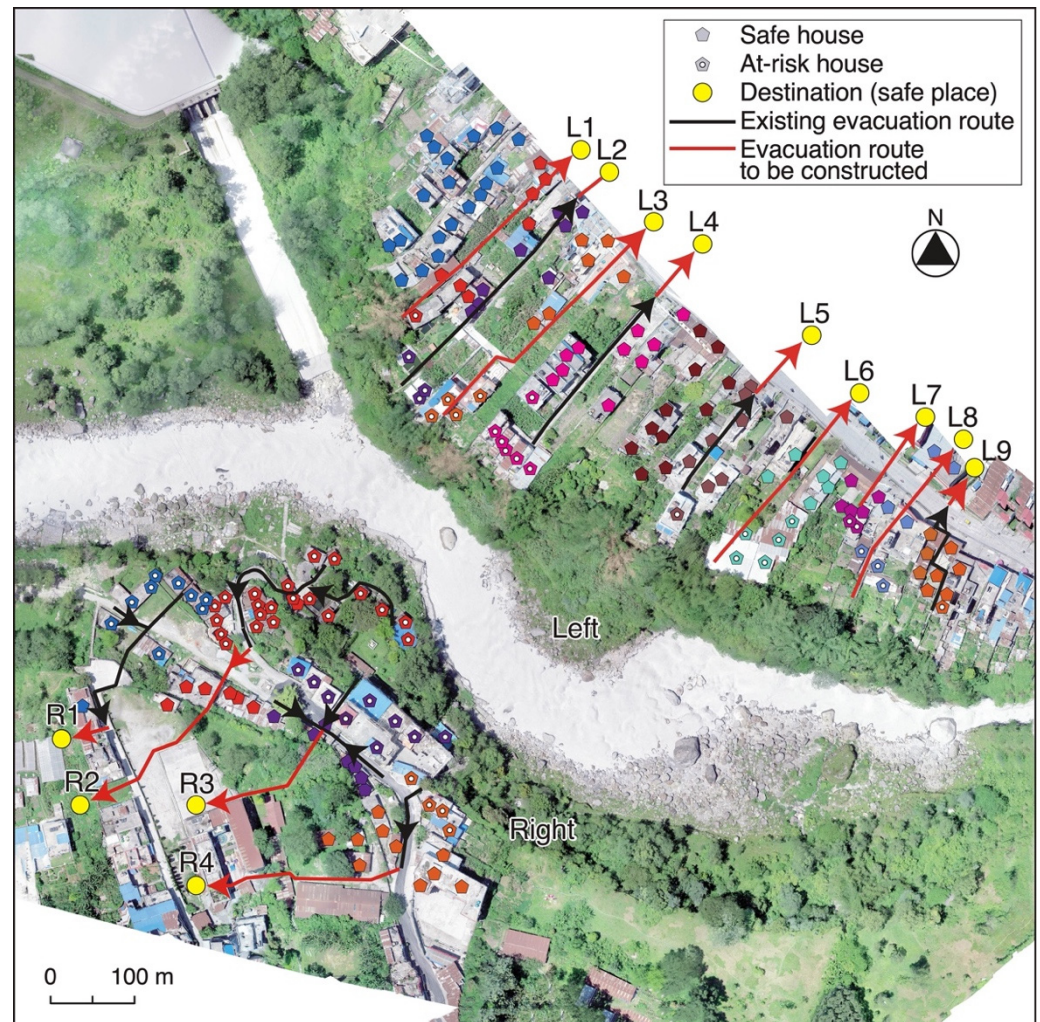 Safe house
At-risk house
Destination (safe place)
Existing evacuation route
Evacuation route
to be constructed
L1
L2
L3
L4
N
L5
L6
L7
L8
L9
Left
R1
R2
R3
Right
R4
0 100 m